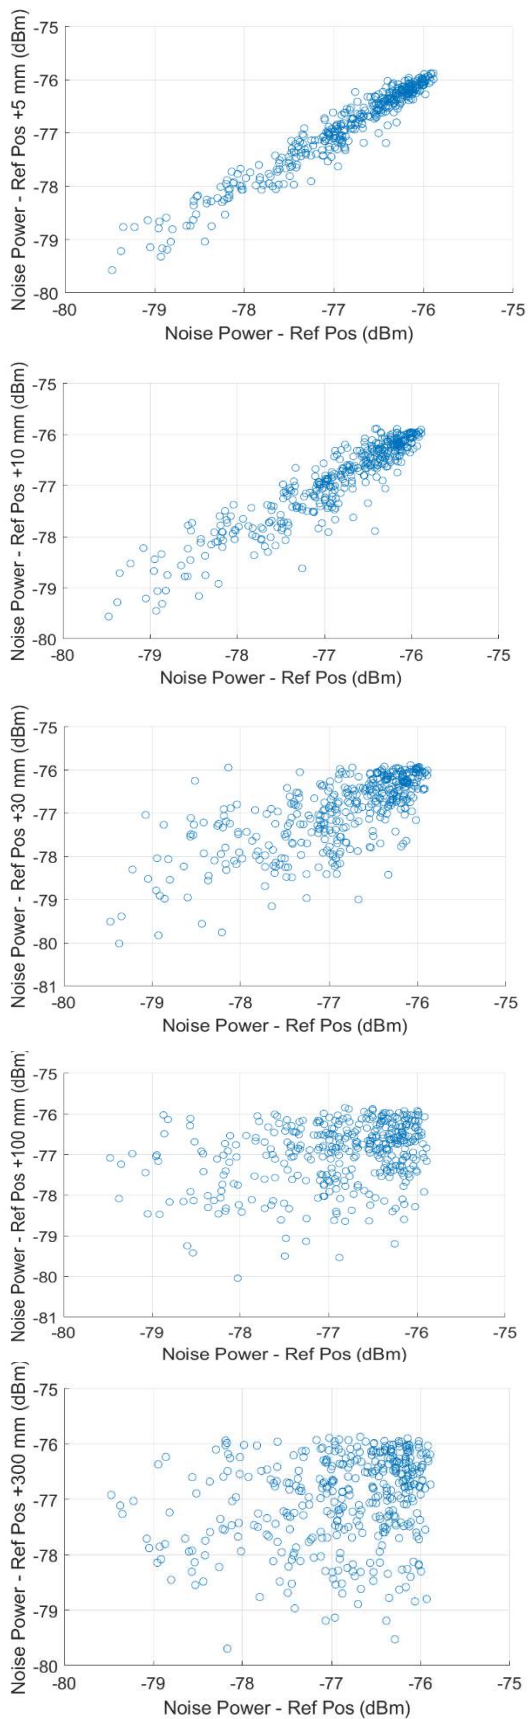 Noise Power - Ref Pos +5 mm (dBm)
-75
-76
-77
-78
-79
-80
-80 -79 -78 -77 -76 -75
Noise Power - Ref Pos (dBm)
Noise Power - Ref Pos +10 mm (dBm)
-75
-76
-77
-78
-79
-80
-80 -79 -78 -77 -76 -75
Noise Power - Ref Pos (dBm)
Noise Power - Ref Pos +30 mm (dBm)
-75
-76
-77
-78
-79
-80
-81
-80 -79 -78 -77 -76 -75
Noise Power - Ref Pos (dBm)
Noise Power - Ref Pos +100 mm (dBm)
-75
-76
-77
-78
-79
-80
-81
-80 -79 -78 -77 -76 -75
Noise Power - Ref Pos (dBm)
Noise Power - Ref Pos +300 mm (dBm)
-75
-76
-77
-78
-79
-80
-80 -79 -78 -77 -76 -75
Noise Power - Ref Pos (dBm)